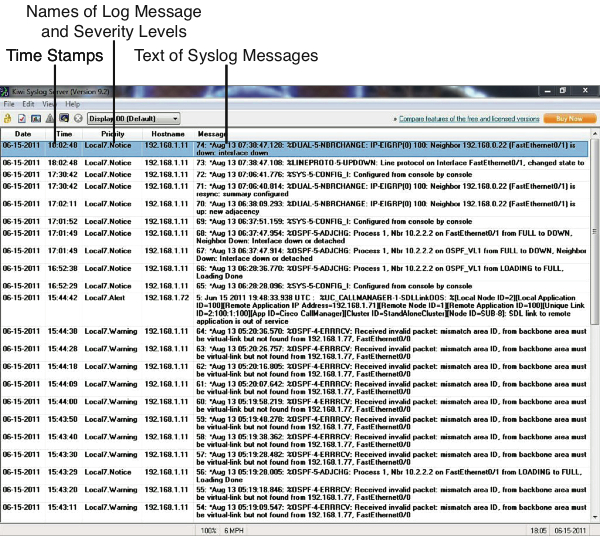 Names of Log Message
and Severity Levels
Time Stamps
Text of Syslog Messages
Kiwi Syslog Server (Version 9.2)
File Edit View Help
Display 00 (Default)
» Compare features of the free and licensed versions
Buy Now
Date Time Priority Hostname Message
06-15-2011 18:02:48 Local7.Notice 192.168.1.11 74: *Aug 13 07:38:47.120: %DUAL-5-NBRCHANGE: IP-EIGRP(0) 100: Neighbor 192.168.0.22 (FastEthernet0/1) is
down: interface down
06-15-2011 18:02:48 Local7.Notice 192.168.1.11 73: *Aug 13 07:38:47.108: %LINEPROTO-5-UPDOWN: Line protocol on Interface FastEthernet0/1, changed state to
06-15-2011 17:30:42 Local7.Notice 192.168.1.11 72: *Aug 13 07:06:41.776: %SYS-5-CONFIG_I: Configured from console by console
06-15-2011 17:30:42 Local7.Notice 192.168.1.11 71: *Aug 13 07:06:40.814: %DUAL-5-NBRCHANGE: IP-EIGRP(0) 100: Neighbor 192.168.0.22 (FastEthernet0/1) is
resync: summary configured
06-15-2011 17:02:11 Local7.Notice 192.168.1.11 70: *Aug 13 06:38:09.293: %DUAL-5-NBRCHANGE: IP-EIGRP(0) 100: Neighbor 192.168.0.22 (FastEthernet0/1) is
up: new adjacency
06-15-2011 17:01:52 Local7.Notice 192.168.1.11 69: *Aug 13 06:37:51.159: %SYS-5-CONFIG_I: Configured from console by console
06-15-2011 17:01:49 Local7.Notice 192.168.1.11 68: *Aug 13 06:37:47.954: %OSPF-5-ADJCHG: Process 1, Nbr 10.2.2.2 on FastEthernet0/1 from FULL to DOWN,
Neighbor Down: Interface down or detached
06-15-2011 17:01:49 Local7.Notice 192.168.1.11 67: *Aug 13 06:37:47.914: %OSPF-5-ADJCHG: Process 1, Nbr 10.2.2.2 on OSPF_VL1 from FULL to DOWN, Neighbor
Down: Interface down or detached
06-15-2011 16:52:38 Local7.Notice 192.168.1.11 66: *Aug 13 06:28:36.770: %OSPF-5-ADJCHG: Process 1, Nbr 10.2.2.2 on OSPF_VL1 from LOADING to FULL,
Loading Done
06-15-2011 16:52:29 Local7.Notice 192.168.1.11 65: *Aug 13 06:28:28.096: %SYS-5-CONFIG_I: Configured from console by console
06-15-2011 15:44:42 Local7.Alert 192.168.1.72 5: Jun 15 2011 19:48:33.938 UTC : %UC_CALLMANAGER-1-SDLLinkOOS: %[Local Node ID=2][Local Application
ID=100][Remote Application IP Address=192.168.1.71][Remote Node ID=1][Remote Application ID=100][Unique Link
ID=2:100:1:100][App ID=Cisco CallManager][Cluster ID=StandAloneCluster][Node ID=SUB-8]: SDL link to remote
application is out of service
06-15-2011 15:44:38 Local7.Warning 192.168.1.11 64: *Aug 13 05:20:36.570: %OSPF-4-ERRRCV: Received invalid packet: mismatch area ID, from backbone area must
be virtual-link but not found from 192.168.1.77, FastEthernet0/0
06-15-2011 15:44:28 Local7.Warning 192.168.1.11 63: *Aug 13 05:20:26.757: %OSPF-4-ERRRCV: Received invalid packet: mismatch area ID, from backbone area must
be virtual-link but not found from 192.168.1.77, FastEthernet0/0
06-15-2011 15:44:18 Local7.Warning 192.168.1.11 62: *Aug 13 05:20:16.805: %OSPF-4-ERRRCV: Received invalid packet: mismatch area ID, from backbone area must
be virtual-link but not found from 192.168.1.77, FastEthernet0/0
06-15-2011 15:44:09 Local7.Warning 192.168.1.11 61: *Aug 13 05:20:07.642: %OSPF-4-ERRRCV: Received invalid packet: mismatch area ID, from backbone area must
be virtual-link but not found from 192.168.1.77, FastEthernet0/0
06-15-2011 15:44:00 Local7.Warning 192.168.1.11 60: *Aug 13 05:19:58.219: %OSPF-4-ERRRCV: Received invalid packet: mismatch area ID, from backbone area must
be virtual-link but not found from 192.168.1.77, FastEthernet0/0
06-15-2011 15:43:50 Local7.Warning 192.168.1.11 59: *Aug 13 05:19:48.270: %OSPF-4-ERRRCV: Received invalid packet: mismatch area ID, from backbone area must
be virtual-link but not found from 192.168.1.77, FastEthernet0/0
06-15-2011 15:43:40 Local7.Warning 192.168.1.11 58: *Aug 13 05:19:38.362: %OSPF-4-ERRRCV: Received invalid packet: mismatch area ID, from backbone area must
be virtual-link but not found from 192.168.1.77, FastEthernet0/0
06-15-2011 15:43:30 Local7.Warning 192.168.1.11 57: *Aug 13 05:19:28.482: %OSPF-4-ERRRCV: Received invalid packet: mismatch area ID, from backbone area must
be virtual-link but not found from 192.168.1.77, FastEthernet0/0
06-15-2011 15:43:29 Local7.Notice 192.168.1.11 56: *Aug 13 05:19:28.005: %OSPF-5-ADJCHG: Process 1, Nbr 10.2.2.2 on FastEthernet0/1 from LOADING to FULL,
Loading Done
06-15-2011 15:43:20 Local7.Warning 192.168.1.11 55: *Aug 13 05:19:18.846: %OSPF-4-ERRRCV: Received invalid packet: mismatch area ID, from backbone area must
be virtual-link but not found from 192.168.1.77, FastEthernet0/0
06-15-2011 15:43:11 Local7.Warning 192.168.1.11 54: *Aug 13 05:19:09.547: %OSPF-4-ERRRCV: Received invalid packet: mismatch area ID, from backbone area must
be virtual-link but not found from 192.168.1.77, FastEthernet0/0
100% 6 MPH 18:05 06-15-2011